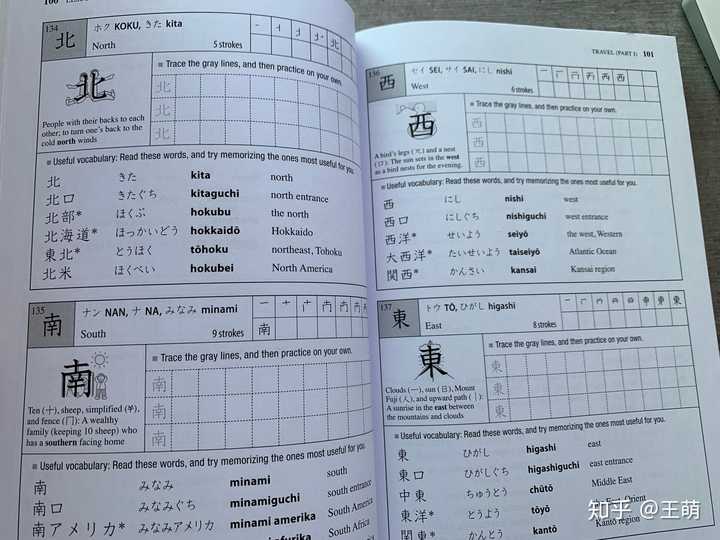 100
134
北
ホク KOKU, きた kita
North
5 strokes
北
Trace the gray lines, and then practice on your own.
北
北
北
北
People with their backs to each
other; to turn one's back to the
cold north winds
Useful vocabulary: Read these words, and try memorizing the ones most useful for you.
北 きた kita north
北口 きたぐち kitaguchi north entrance
北部* ほくぶ hokubu the north
北海道* ほっかいどう hokkaidō Hokkaido
東北* とうほく tōhoku northeast, Tohoku
北米 ほくべい hokubei North America
135
南
ナン NAN, ナ NA, みなみ minami
South
9 strokes
南
Trace the gray lines, and then practice on your own.
南
南
南
南
Ten (十), sheep, simplified (羊),
and fence (冂): A wealthy
family (keeping 10 sheep) who
has a southern facing home
Useful vocabulary: Read these words, and try memorizing the ones most useful for you.
南 みなみ minami south
南口 みなみぐち minamiguchi south entrance
南アメリカ* みなみアメリカ minami amerika South America
South Africa
TRAVEL (PART 1) 101
136
西
セイ SEI, サイ SAI, にし nishi
West
6 strokes
西
Trace the gray lines, and then practice on your own.
西
西
西
西
A bird's legs (兀) and a nest
(口): The sun sets in the west
as a bird nests for the evening.
Useful vocabulary: Read these words, and try memorizing the ones most useful for you.
西 にし nishi west
西口 にしぐち nishiguchi west entrance
西洋* せいよう seiyō the west, Western
大西洋* たいせいよう taiseiyō Atlantic Ocean
関西* かんさい kansai Kansai region
137
東
トウ TŌ, ひがし higashi
East
8 strokes
東
Trace the gray lines, and then practice on your own.
東
東
東
東
Clouds (一), sun (日), Mount
Fuji (人), and upward path (丨):
A sunrise in the east between
the mountains and clouds
Useful vocabulary: Read these words, and try memorizing the ones most useful for you.
東 ひがし higashi east
東口 ひがしぐち higashiguchi east entrance
中東 ちゅうとう chūtō Middle East
東洋* とうよう tōyō Orient
関東* かんとう kantō Kantō region
知乎 @王萌